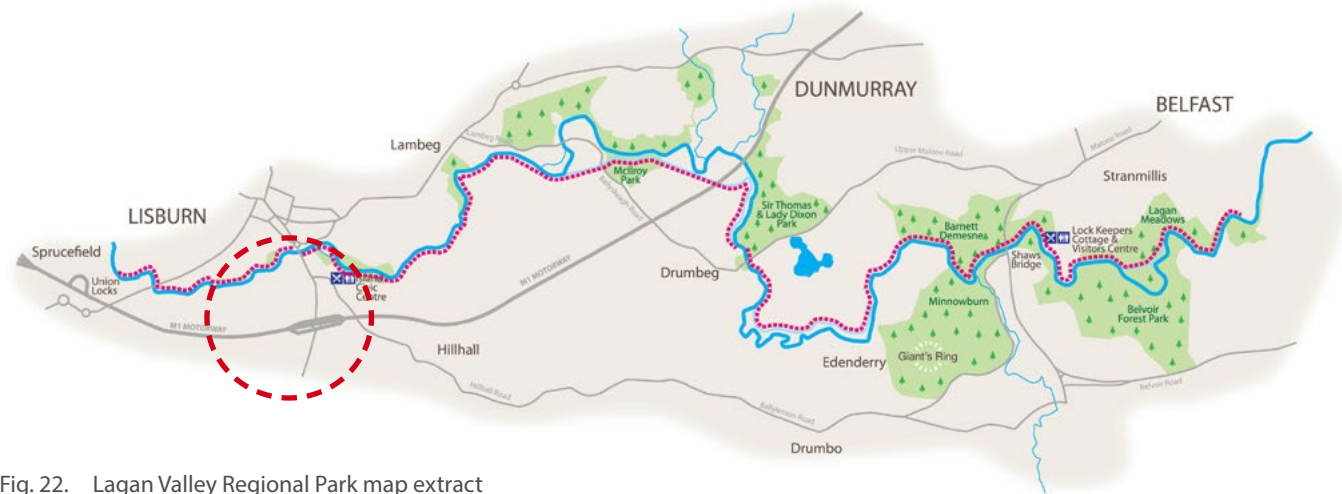 DUNMURRAY
BELFAST
Lambeg
Malone Road
Upper Malone Road
Stranmillis
McIlroy
Park
Ballyskeagh Road
LISBURN
Sir Thomas
& Lady Dixon
Park
Barnett
Demesne
Lagan
Meadows
Lock Keepers
Cottage &
Visitors Centre
Sprucefield
Union
Locks
Civic
Centre
Drumbeg
M1 MOTORWAY
Shaws
Bridge
Minnowburn
Belvoir
Forest Park
M1 MOTORWAY
Hillhall
Edenderry
Giant's Ring
Hillhall Road
Belvoir Road
Ballylesson Road
Drumbo
Fig. 22. Lagan Valley Regional Park map extract